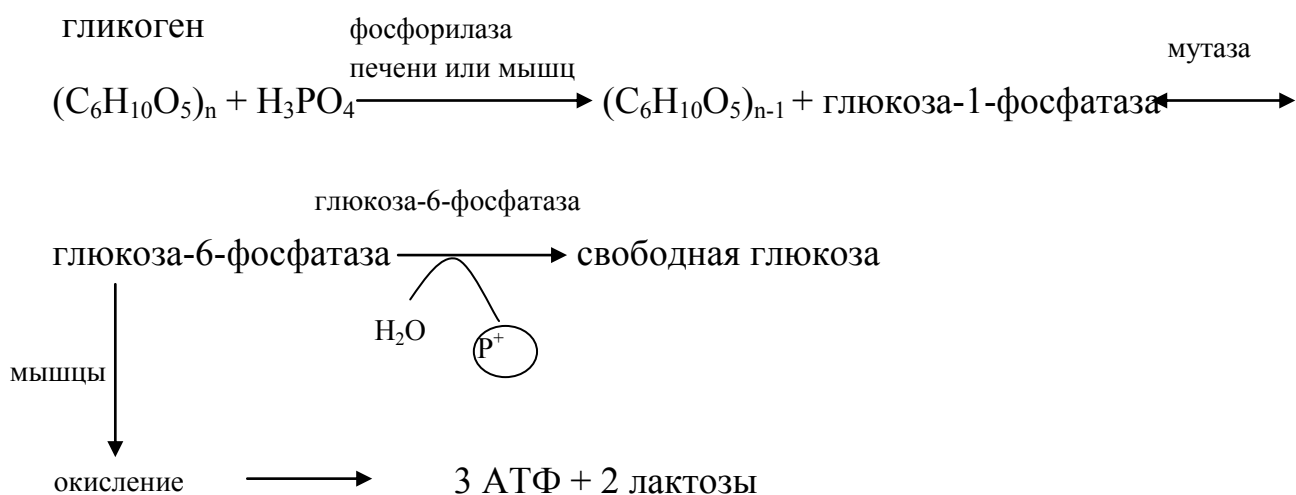 гликоген
фосфорилаза
печени или мышц
мутаза
(C₆H₁₀O₅)ₙ + H₃PO₄ (C₆H₁₀O₅)ₙ₋₁ + глюкоза-1-фосфатаза
глюкоза-6-фосфатаза
глюкоза-6-фосфатаза свободная глюкоза
H₂O
P⁺
мышцы
окисление 3 АТФ + 2 лактозы